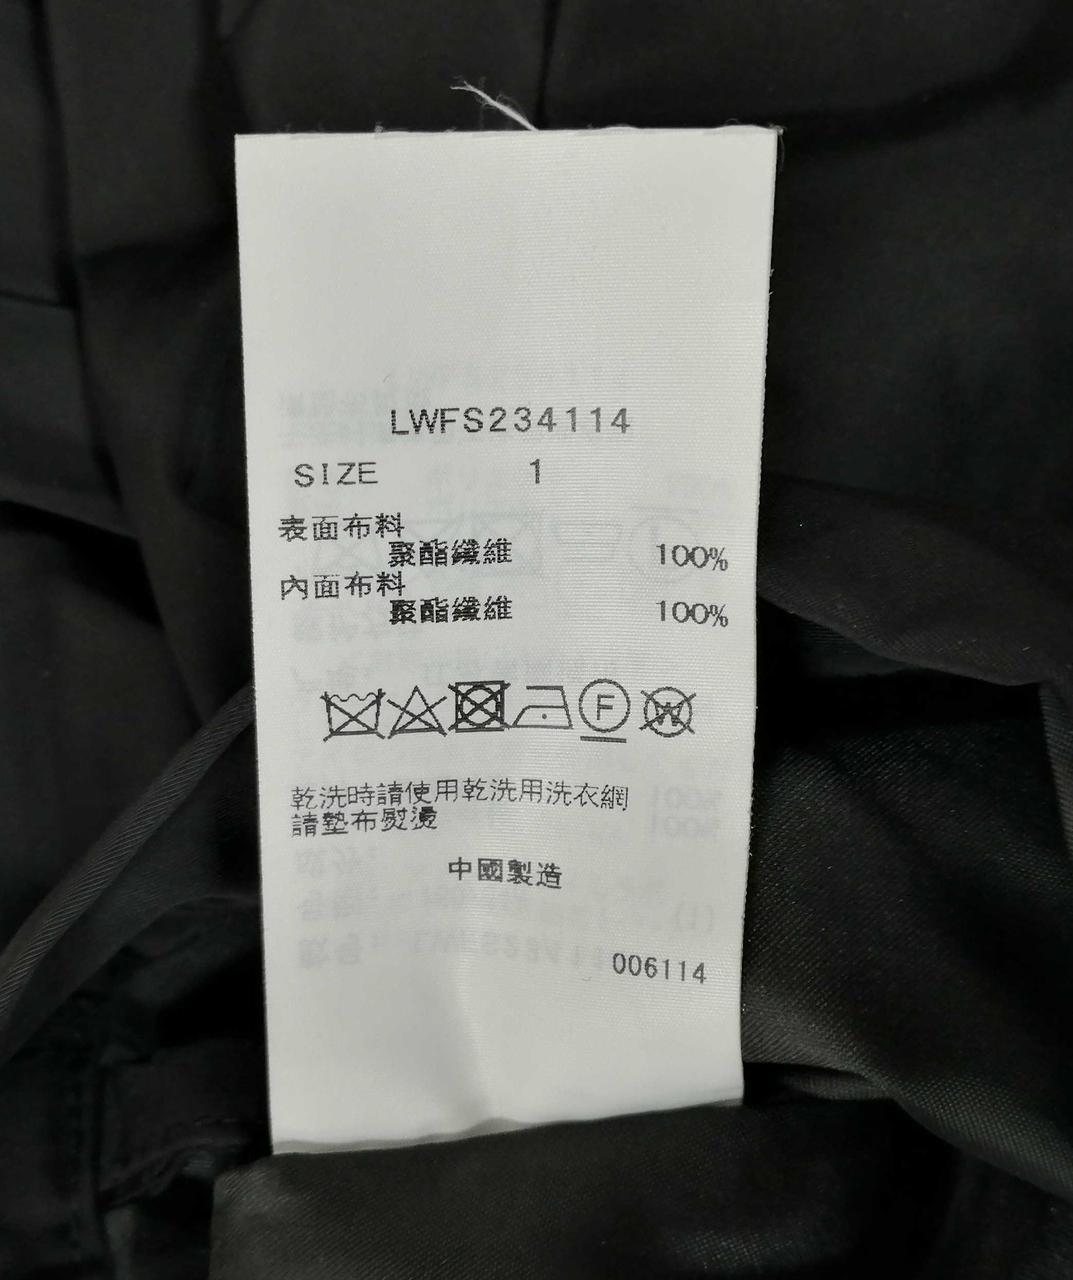 LWFS234114
SIZE 1
表面布料
聚酯纖維 100%
內面布料
聚酯纖維 100%
F W
乾洗時請使用乾洗用洗衣網
請墊布熨燙
中國製造
006114